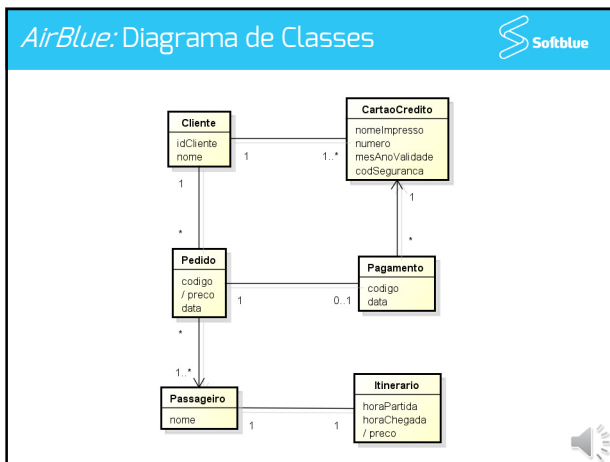 AirBlue: Diagrama de Classes
Softblue
Cliente
idCliente
nome
1
1..*
CartaoCredito
nomeImpresso
numero
mesAnoValidade
codSeguranca
1
*
1
*
Pedido
codigo
/ preco
data
1
0..1
Pagamento
codigo
data
*
1..*
Passageiro
nome
1
1
Itinerario
horaPartida
horaChegada
/ preco